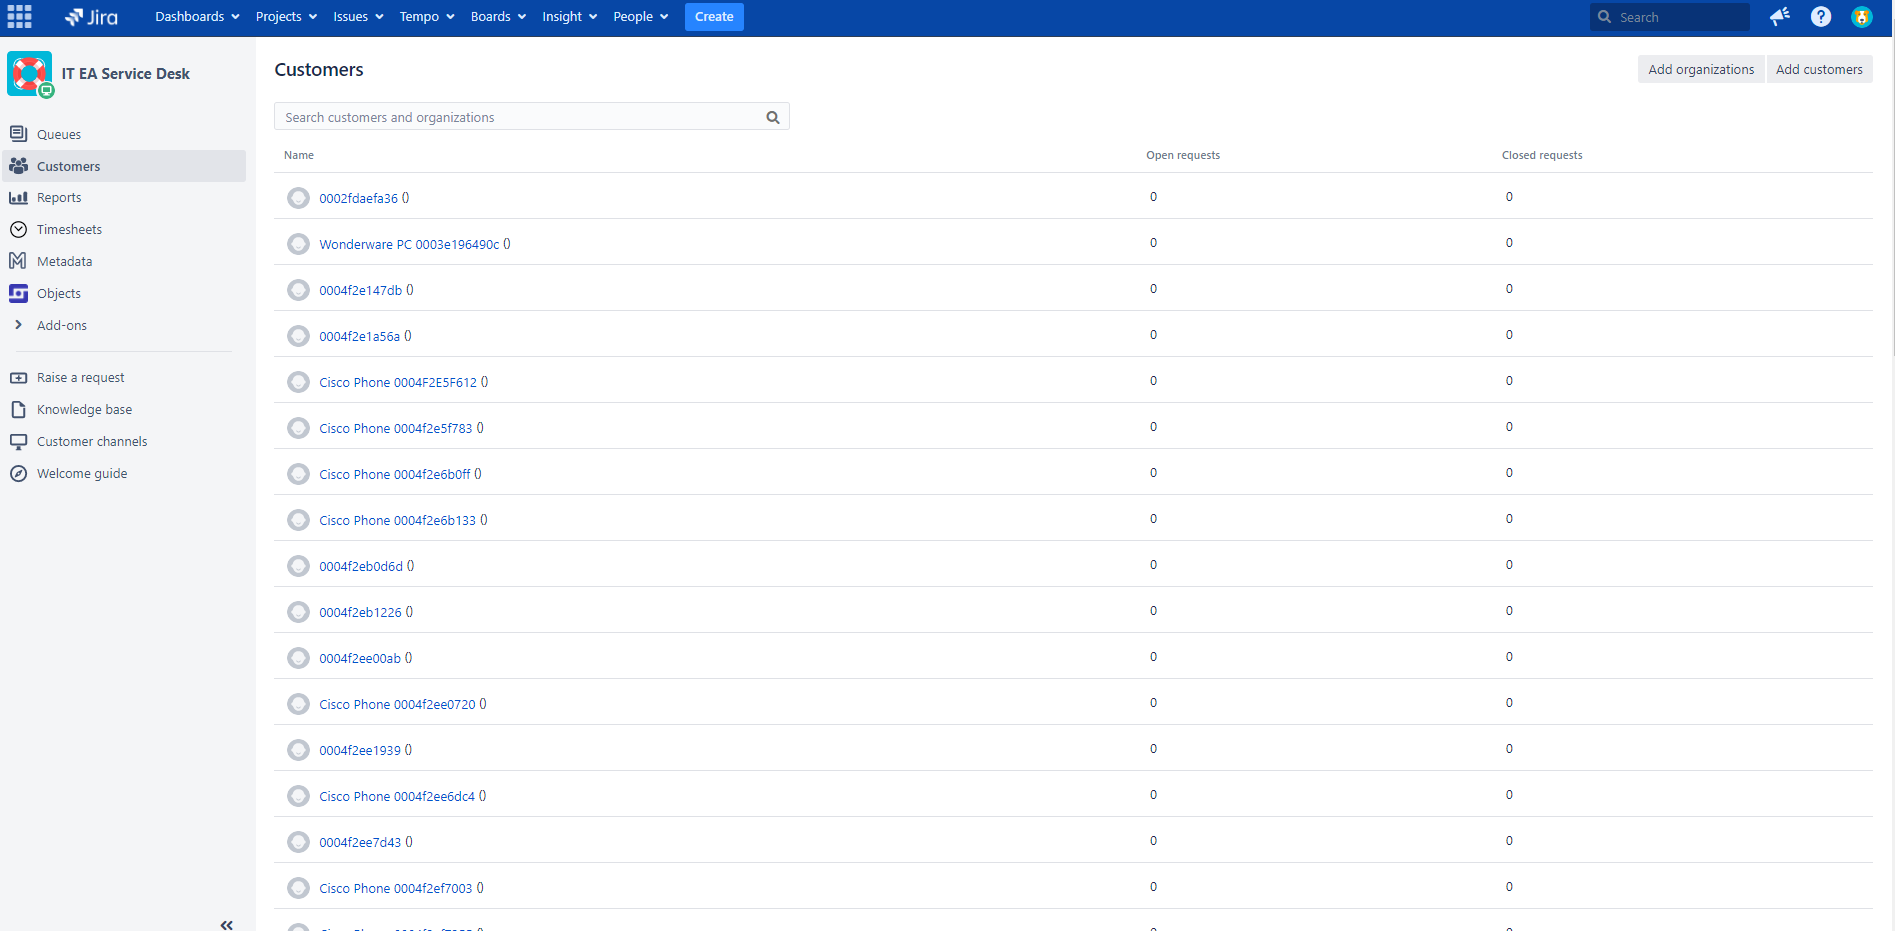 Jira Dashboards Projects Issues Tempo Boards Insight People Create Search
IT EA Service Desk
Queues
Customers
Reports
Timesheets
Metadata
Objects
Add-ons
Raise a request
Knowledge base
Customer channels
Welcome guide
Customers
Add organizations Add customers
Search customers and organizations
Name Open requests Closed requests
0002fdaefa36 () 0 0
Wonderware PC 0003e196490c () 0 0
0004f2e147db () 0 0
0004f2e1a56a () 0 0
Cisco Phone 0004F2E5F612 () 0 0
Cisco Phone 0004f2e5f783 () 0 0
Cisco Phone 0004f2e6b0ff () 0 0
Cisco Phone 0004f2e6b133 () 0 0
0004f2eb0d6d () 0 0
0004f2eb1226 () 0 0
0004f2ee00ab () 0 0
Cisco Phone 0004f2ee0720 () 0 0
0004f2ee1939 () 0 0
Cisco Phone 0004f2ee6dc4 () 0 0
0004f2ee7d43 () 0 0
Cisco Phone 0004f2ef7003 () 0 0